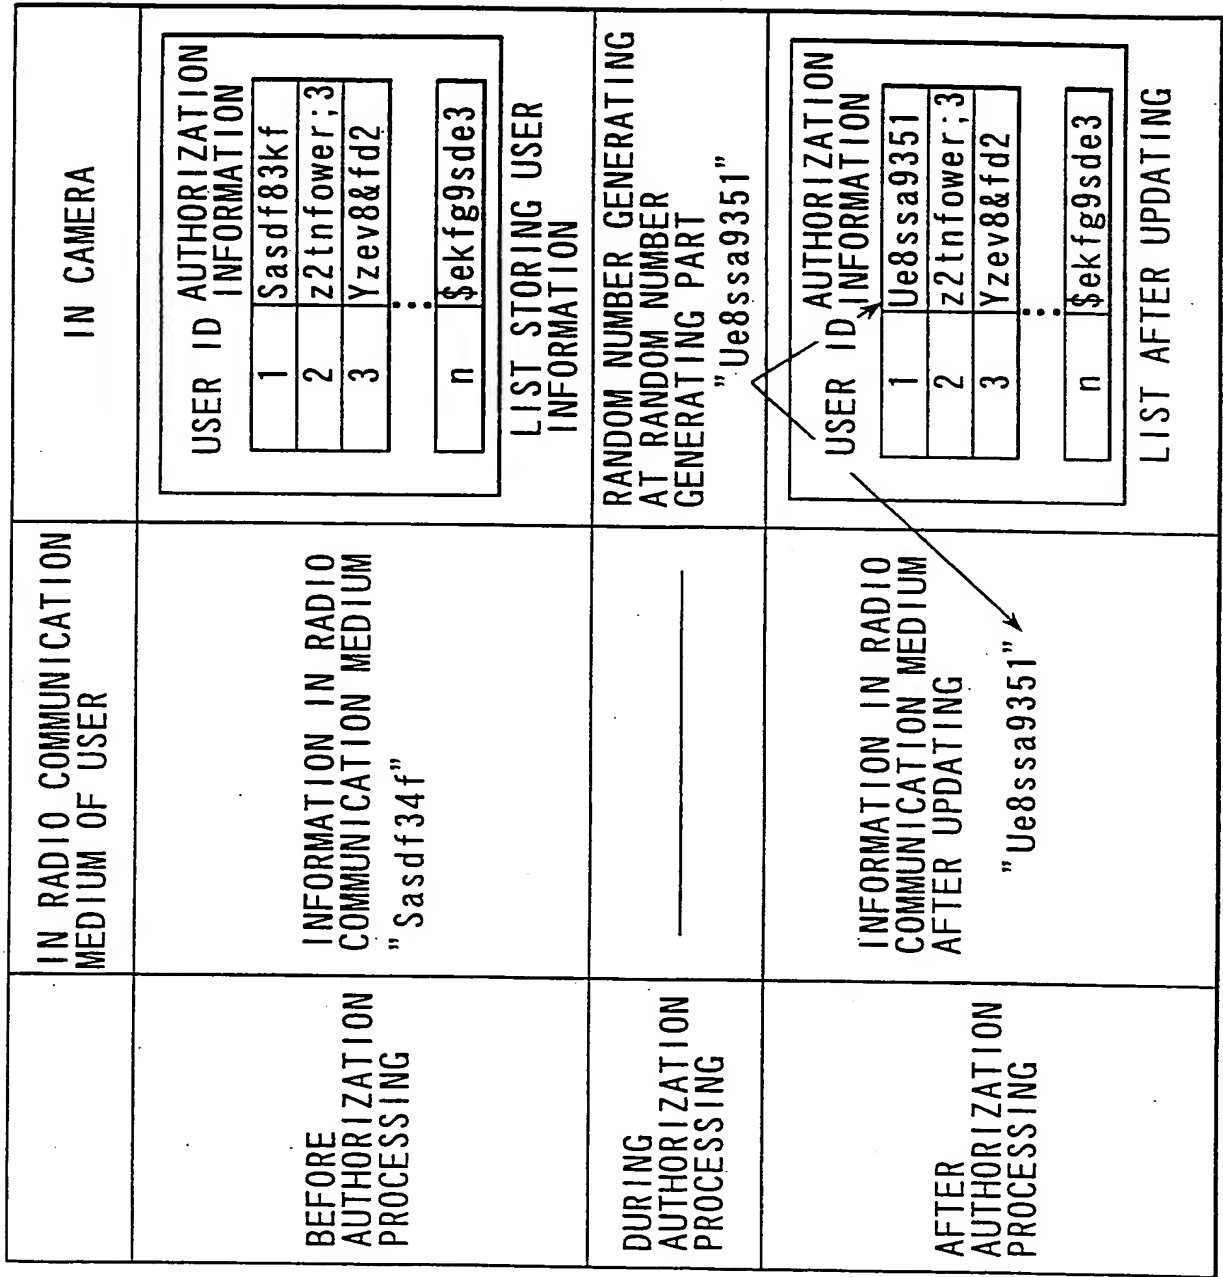 IN RADIO COMMUNICATION
MEDIUM OF USER
IN CAMERA
BEFORE
AUTHORIZATION
PROCESSING
INFORMATION IN RADIO
COMMUNICATION MEDIUM
"Sasdf34f"
USER ID AUTHORIZATION
INFORMATION
1 Sasdf83kf
2 z2tnfower;3
3 Yzev8&fd2
...
n $ekfg9sde3
LIST STORING USER
INFORMATION
DURING
AUTHORIZATION
PROCESSING
RANDOM NUMBER GENERATING
AT RANDOM NUMBER
GENERATING PART
"Ue8ssa9351"
AFTER
AUTHORIZATION
PROCESSING
INFORMATION IN RADIO
COMMUNICATION MEDIUM
AFTER UPDATING
"Ue8ssa9351"
USER ID AUTHORIZATION
INFORMATION
1 Ue8ssa9351
2 z2tnfower;3
3 Yzev8&fd2
...
n $ekfg9sde3
LIST AFTER UPDATING